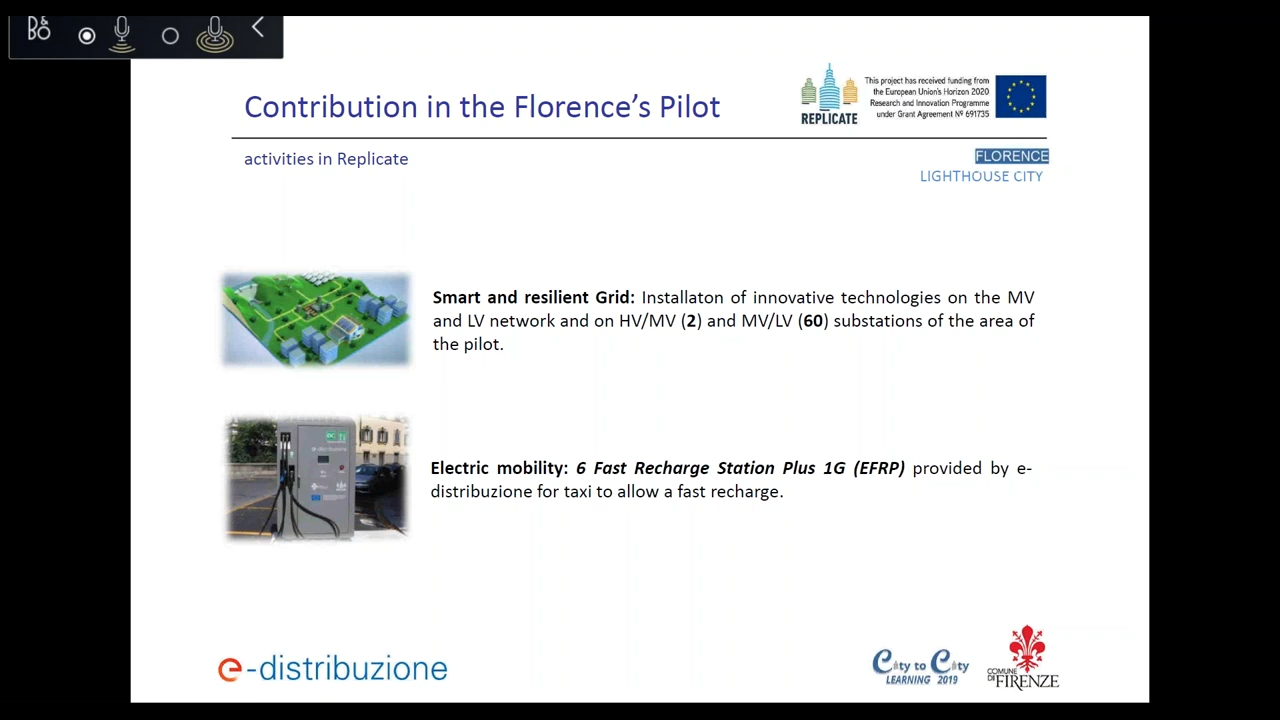 B&O
Contribution in the Florence's Pilot
REPLICATE
This project has received funding from
the European Union's Horizon 2020
Research and Innovation Programme
under Grant Agreement Nº 691735
activities in Replicate
FLORENCE
LIGHTHOUSE CITY
Smart and resilient Grid: Installaton of innovative technologies on the MV
and LV network and on HV/MV (2) and MV/LV (60) substations of the area of
the pilot.
Electric mobility: 6 Fast Recharge Station Plus 1G (EFRP) provided by e-
distribuzione for taxi to allow a fast recharge.
e-distribuzione
City to City
LEARNING 2019
COMUNE
DI FIRENZE